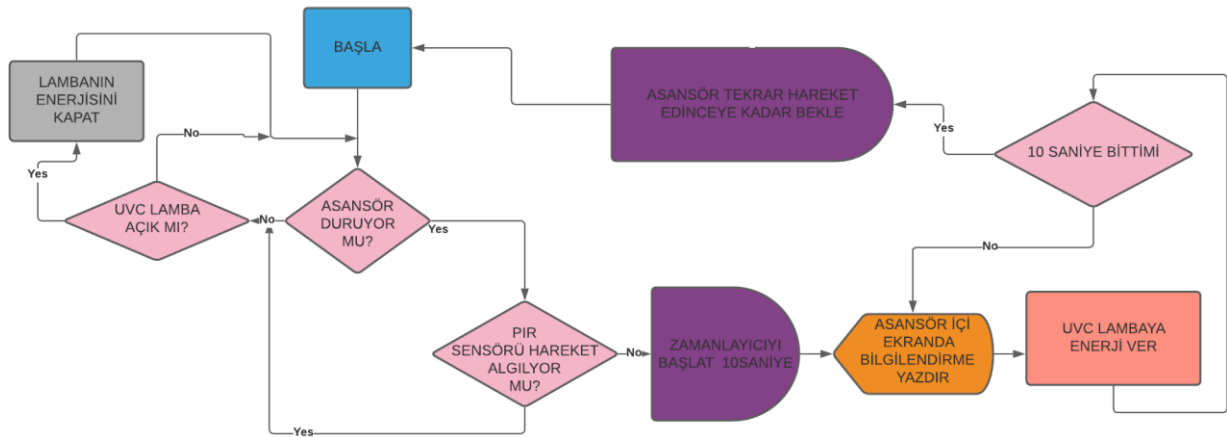 BAŞLA
LAMBANIN
ENERJİSİNİ
KAPAT
ASANSÖR TEKRAR HAREKET
EDİNCEYE KADAR BEKLE
No
Yes
10 SANİYE BİTTİMİ
Yes
UVC LAMBA
AÇIK MI?
No
ASANSÖR
DURUYOR
MU?
Yes
No
PIR
SENSÖRÜ HAREKET
ALGILYOR
MU?
No
ZAMANLAYICIYI
BAŞLAT 10SANİYE
ASANSÖR İÇİ
EKRANDA
BİLGİLENDİRME
YAZDIR
UVC LAMBAYA
ENERJİ VER
Yes